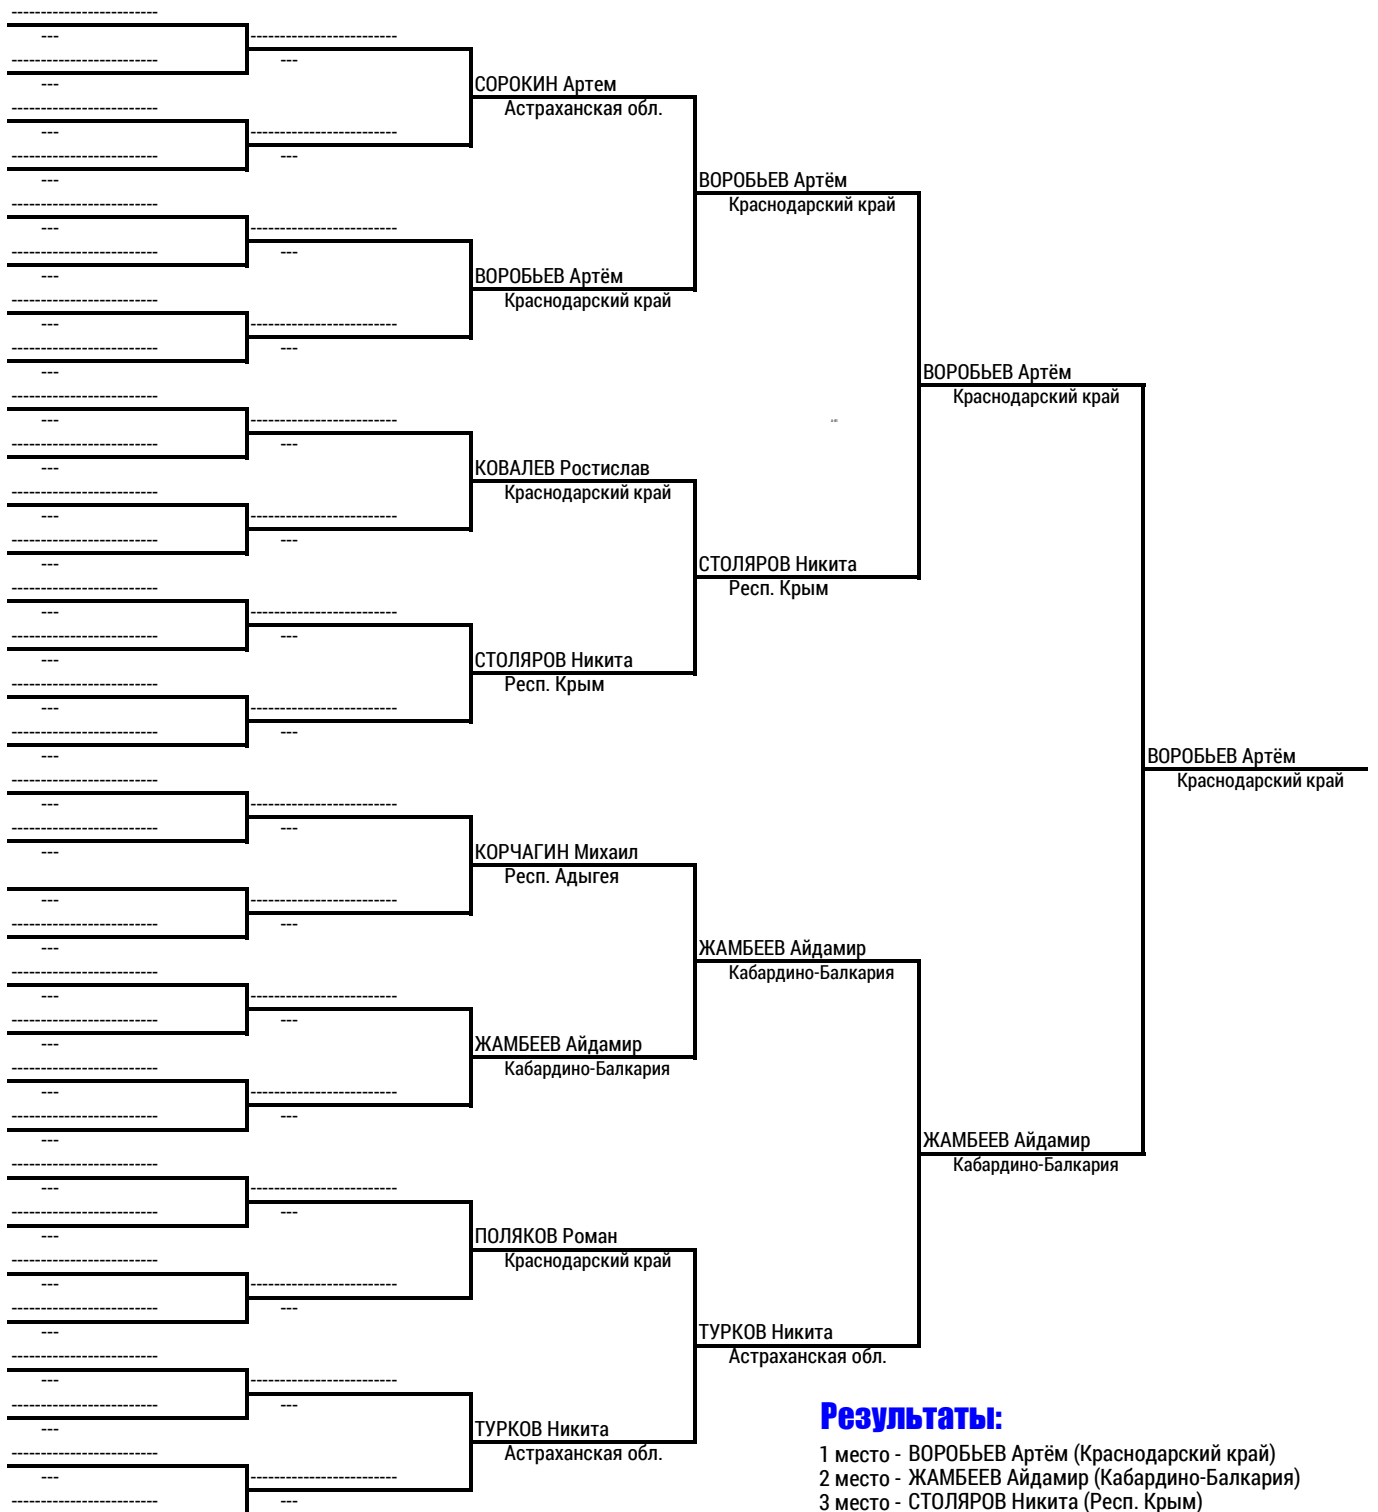 СОРОКИН Артем
Астраханская обл.
ВОРОБЬЕВ Артём
Краснодарский край
ВОРОБЬЕВ Артём
Краснодарский край
ВОРОБЬЕВ Артём
Краснодарский край
КОВАЛЕВ Ростислав
Краснодарский край
СТОЛЯРОВ Никита
Респ. Крым
СТОЛЯРОВ Никита
Респ. Крым
ВОРОБЬЕВ Артём
Краснодарский край
КОРЧАГИН Михаил
Респ. Адыгея
ЖАМБЕЕВ Айдамир
Кабардино-Балкария
ЖАМБЕЕВ Айдамир
Кабардино-Балкария
ЖАМБЕЕВ Айдамир
Кабардино-Балкария
ПОЛЯКОВ Роман
Краснодарский край
ТУРКОВ Никита
Астраханская обл.
ТУРКОВ Никита
Астраханская обл.
Результаты:
1 место - ВОРОБЬЕВ Артём (Краснодарский край)
2 место - ЖАМБЕЕВ Айдамир (Кабардино-Балкария)
3 место - СТОЛЯРОВ Никита (Респ. Крым)